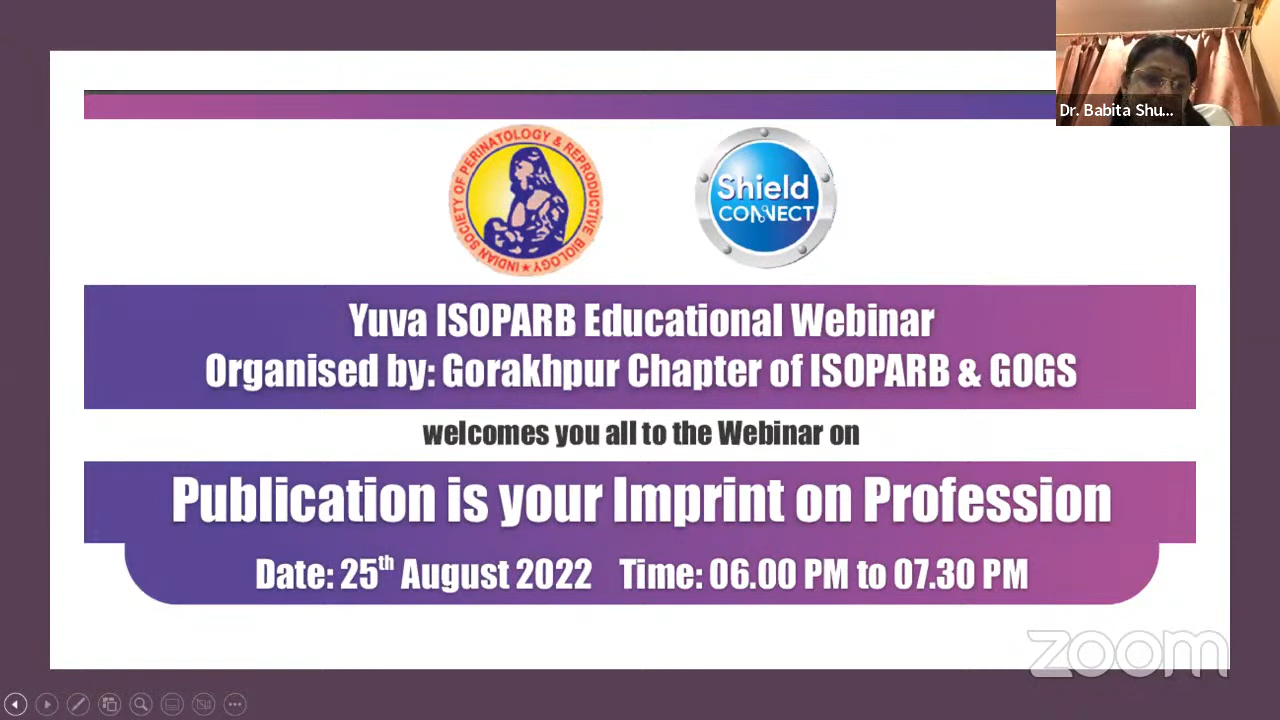 Dr. Babita Shu...
INDIAN SOCIETY OF PERINATOLOGY & REPRODUCTIVE BIOLOGY
Shield
CONNECT
Yuva ISOPARB Educational Webinar
Organised by: Gorakhpur Chapter of ISOPARB & GOGS
welcomes you all to the Webinar on
Publication is your Imprint on Profession
Date: 25th August 2022 Time: 06.00 PM to 07.30 PM
zoom